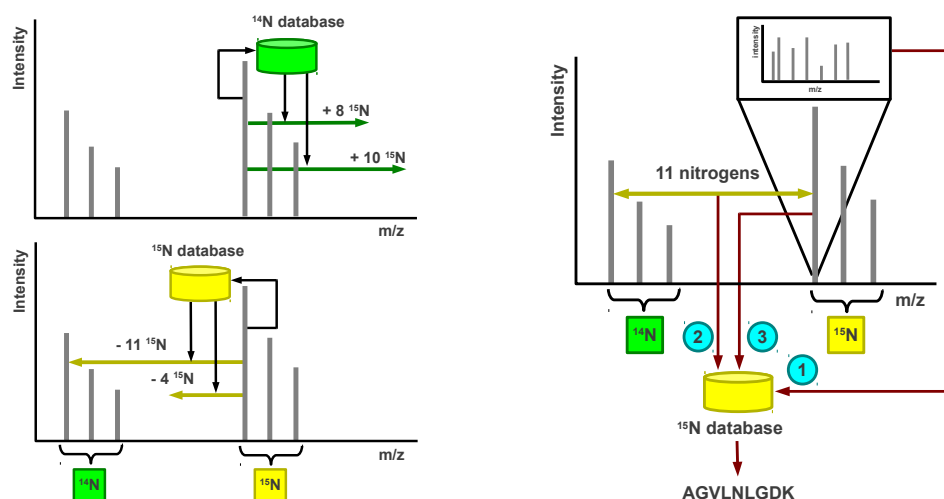 ¹⁴N database
Intensity
+ 8 ¹⁵N
+ 10 ¹⁵N
m/z
¹⁵N database
Intensity
- 11 ¹⁵N
- 4 ¹⁵N
m/z
¹⁴N
¹⁵N
intensity
m/z
Intensity
11 nitrogens
m/z
¹⁴N
¹⁵N
2
3
1
¹⁵N database
AGVLNLGDK